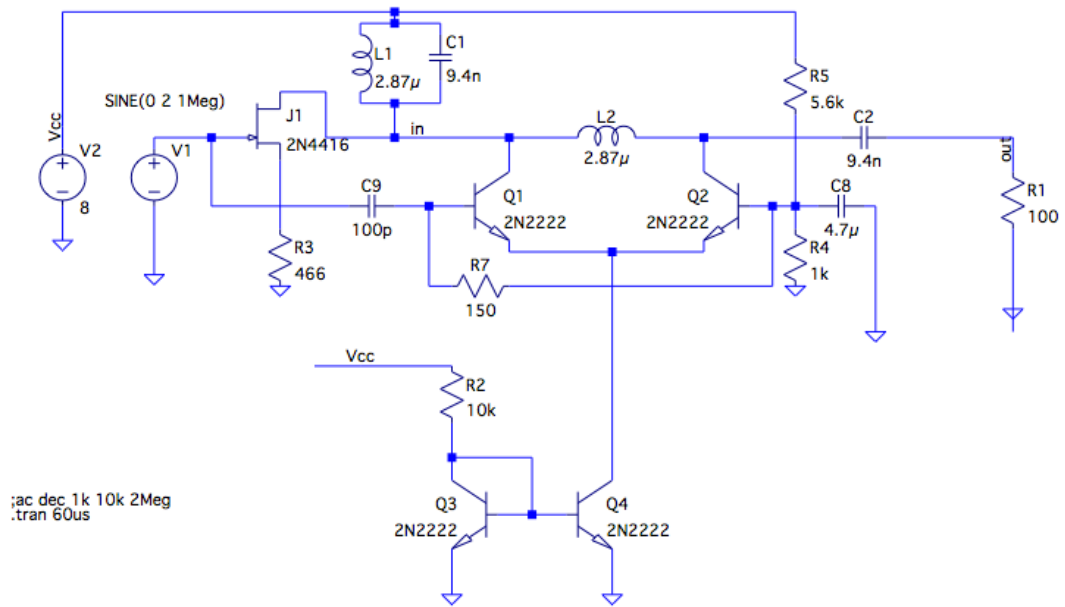 L1
2.87µ
C1
9.4n
SINE(0 2 1Meg)
Vcc
V2
8
V1
J1
2N4416
in
L2
2.87µ
C2
9.4n
R5
5.6k
out
R1
100
C9
100p
Q1
2N2222
Q2
2N2222
C8
4.7µ
R3
466
R4
1k
R7
150
Vcc
R2
10k
Q3
2N2222
Q4
2N2222
;ac dec 1k 10k 2Meg
.tran 60us